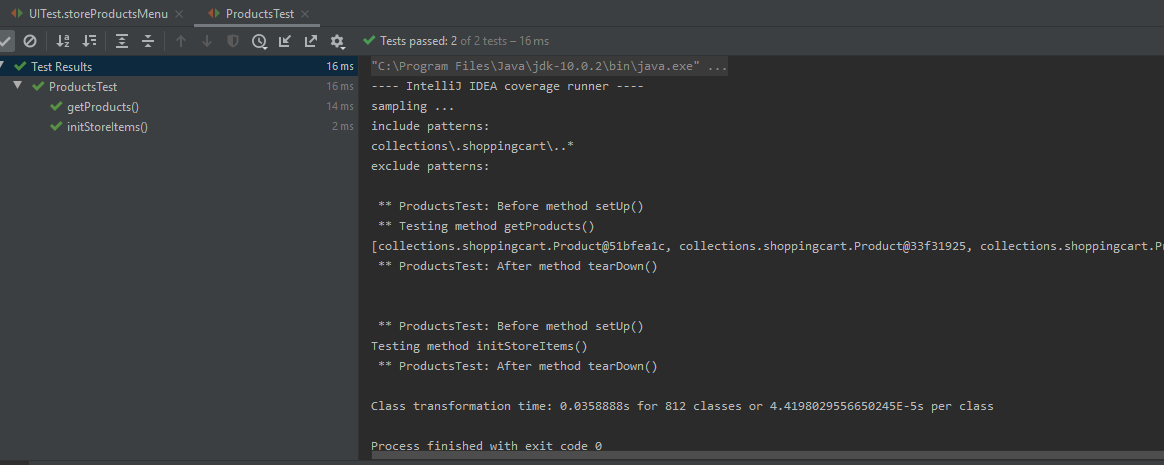 UITest.storeProductsMenu × ProductsTest ×
Tests passed: 2 of 2 tests – 16 ms
Test Results 16 ms
ProductsTest 16 ms
getProducts() 14 ms
initStoreItems() 2 ms
"C:\Program Files\Java\jdk-10.0.2\bin\java.exe" ...
---- IntelliJ IDEA coverage runner ----
sampling ...
include patterns:
collections\.shoppingcart\..*
exclude patterns:
** ProductsTest: Before method setUp()
** Testing method getProducts()
[collections.shoppingcart.Product@51bfea1c, collections.shoppingcart.Product@33f31925, collections.shoppingcart.Pr
** ProductsTest: After method tearDown()
** ProductsTest: Before method setUp()
Testing method initStoreItems()
** ProductsTest: After method tearDown()
Class transformation time: 0.0358888s for 812 classes or 4.4198029556650245E-5s per class
Process finished with exit code 0